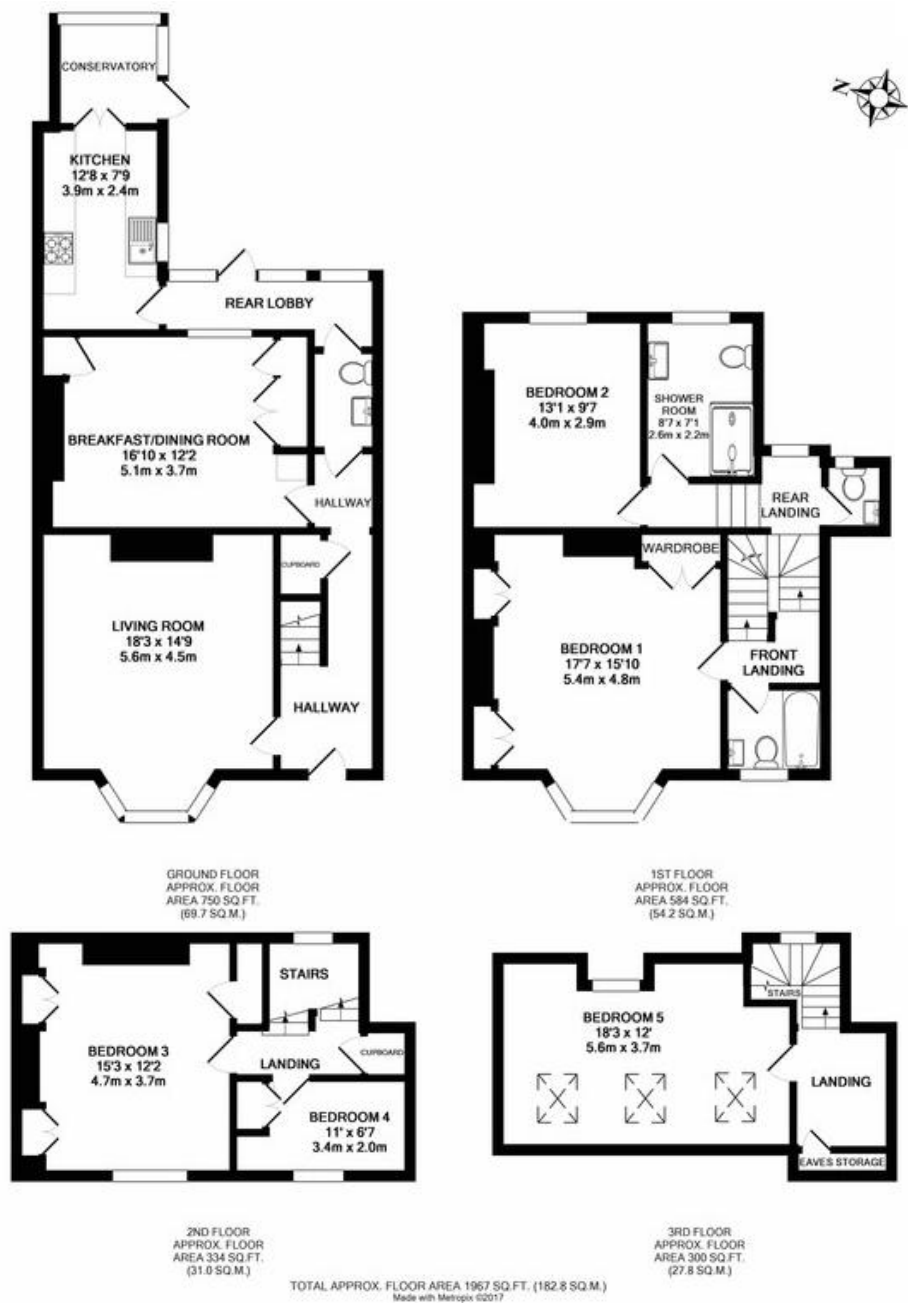 CONSERVATORY
N
KITCHEN
12'8 x 7'9
3.9m x 2.4m
REAR LOBBY
BREAKFAST/DINING ROOM
16'10 x 12'2
5.1m x 3.7m
HALLWAY
CUPBOARD
LIVING ROOM
18'3 x 14'9
5.6m x 4.5m
HALLWAY
GROUND FLOOR
APPROX. FLOOR
AREA 750 SQ.FT.
(69.7 SQ.M.)
BEDROOM 2
13'1 x 9'7
4.0m x 2.9m
SHOWER
ROOM
8'7 x 7'1
2.6m x 2.2m
REAR
LANDING
WARDROBE
BEDROOM 1
17'7 x 15'10
5.4m x 4.8m
FRONT
LANDING
1ST FLOOR
APPROX. FLOOR
AREA 584 SQ.FT.
(54.2 SQ.M.)
STAIRS
BEDROOM 3
15'3 x 12'2
4.7m x 3.7m
LANDING
CUPBOARD
BEDROOM 4
11' x 6'7
3.4m x 2.0m
2ND FLOOR
APPROX. FLOOR
AREA 334 SQ.FT.
(31.0 SQ.M.)
STAIRS
BEDROOM 5
18'3 x 12'
5.6m x 3.7m
LANDING
EAVES STORAGE
3RD FLOOR
APPROX. FLOOR
AREA 300 SQ.FT.
(27.8 SQ.M.)
TOTAL APPROX. FLOOR AREA 1967 SQ.FT. (182.8 SQ.M.)
Made with Metropix ©2017